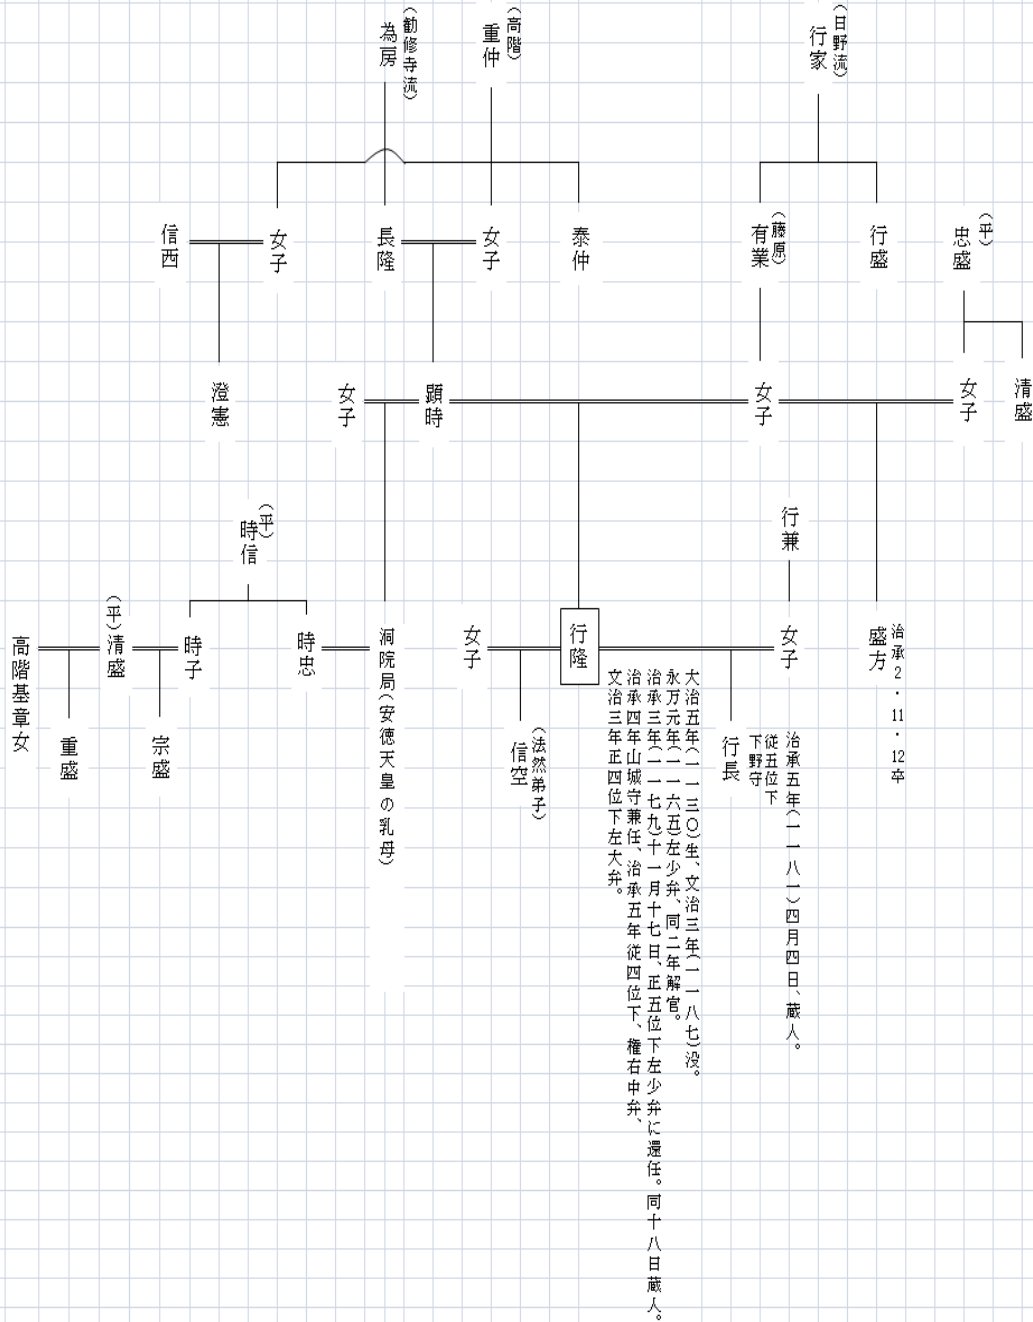 (日野流)
行家
(高階)
重仲
(勧修寺流)
為房
(平)
忠盛
行盛
(藤原)
有業
泰仲
女子
長隆
女子
信西
清盛
女子
女子
顕時
女子
澄憲
行兼
(平)
時信
治承2・11・12卒
盛方
女子
行隆
女子
洞院局(安徳天皇の乳母)
時忠
時子
(平)清盛
高階基章女
治承五年(一一八一)四月四日、蔵人。
従五位下
下野守
行長
大治五年(一一三〇)生、文治三年(一一八七)没。
永万元年(一一六五)左少弁、同二年解官。
治承三年(一一七九)十一月十七日、正五位下左少弁に還任。同十八日蔵人。
治承四年山城守兼任、治承五年従四位下、権右中弁、
文治三年正四位下左大弁。
(法然弟子)
信空
宗盛
重盛